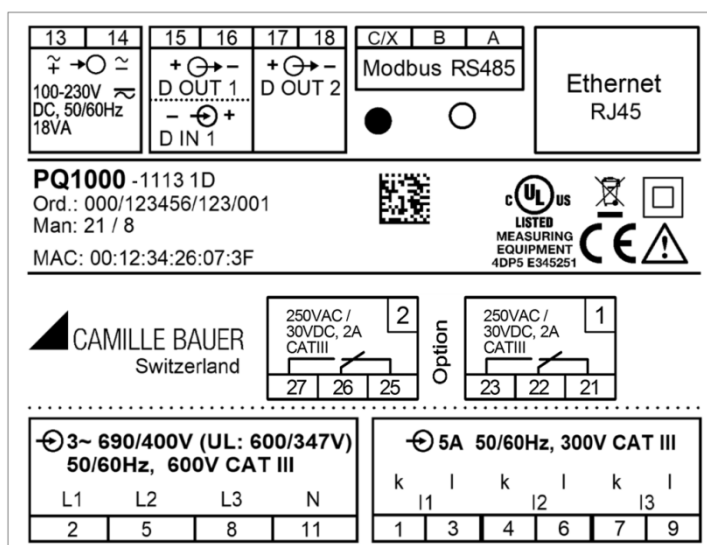 13 14 15 16 17 18 C/X B A
100-230V
DC, 50/60Hz
18VA
+ -
D OUT 1
- +
D IN 1
+ -
D OUT 2
Modbus RS485
Ethernet
RJ45
PQ1000 -1113 1D
Ord.: 000/123456/123/001
Man: 21 / 8
MAC: 00:12:34:26:07:3F
C UL US
LISTED
MEASURING
EQUIPMENT
4DP5 E345251
CE
CAMILLE BAUER
Switzerland
250VAC /
30VDC, 2A
CATIII
2
27 26 25
Option
250VAC /
30VDC, 2A
CATIII
1
23 22 21
3~ 690/400V (UL: 600/347V)
50/60Hz, 600V CAT III
L1 L2 L3 N
2 5 8 11
5A 50/60Hz, 300V CAT III
k l k l k l
I1 I2 I3
1 3 4 6 7 9